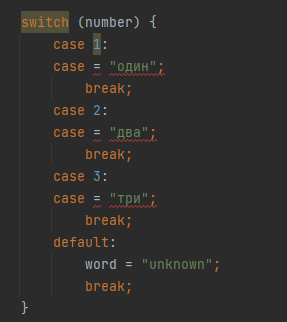 switch (number) {
case 1:
case = "один";
break;
case 2:
case = "два";
break;
case 3:
case = "три";
break;
default:
word = "unknown";
break;
}